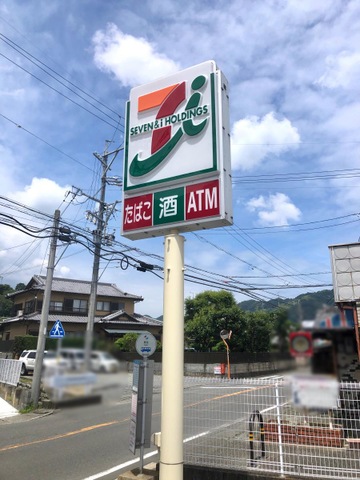 SEVEN & i HOLDINGS
たばこ 酒 ATM